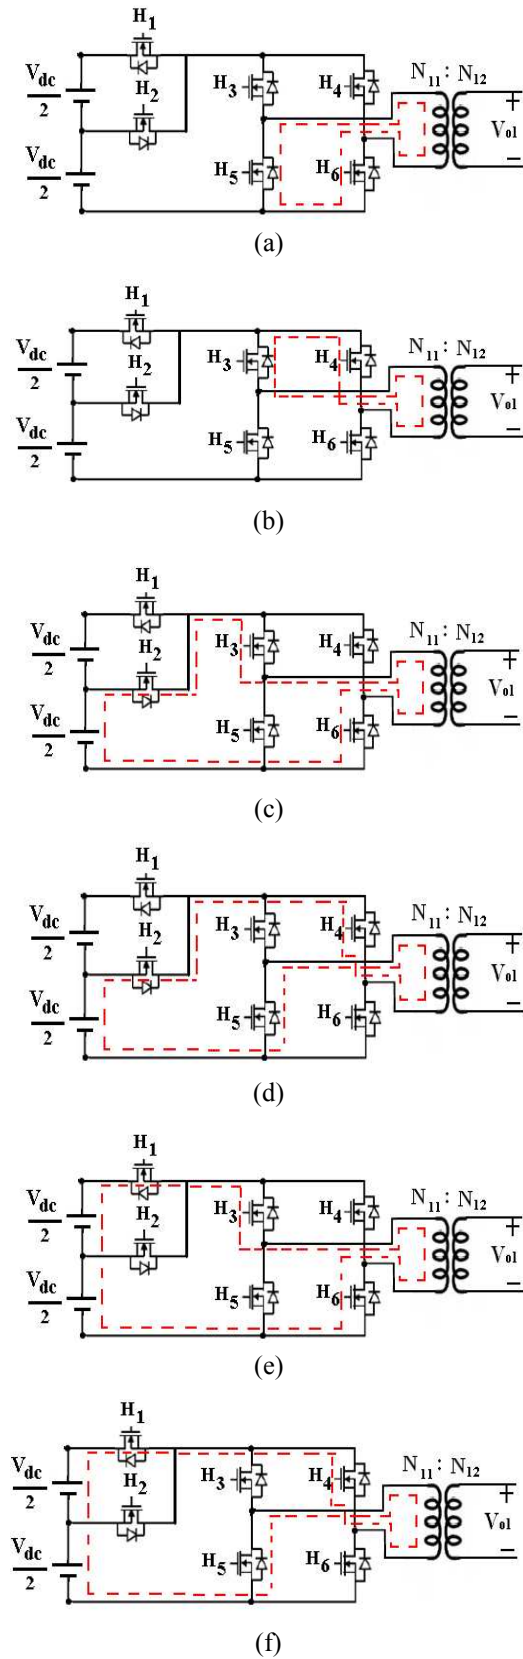 H1
Vdc
2
H2
H3
H4
N11 : N12
+
Vo1
−
Vdc
2
H5
H6
(a)
H1
Vdc
2
H2
H3
H4
N11 : N12
+
Vo1
−
Vdc
2
H5
H6
(b)
H1
Vdc
2
H2
H3
H4
N11 : N12
+
Vo1
−
Vdc
2
H5
H6
(c)
H1
Vdc
2
H2
H3
H4
N11 : N12
+
Vo1
−
Vdc
2
H5
H6
(d)
H1
Vdc
2
H2
H3
H4
N11 : N12
+
Vo1
−
Vdc
2
H5
H6
(e)
H1
Vdc
2
H2
H3
H4
N11 : N12
+
Vo1
−
Vdc
2
H5
H6
(f)